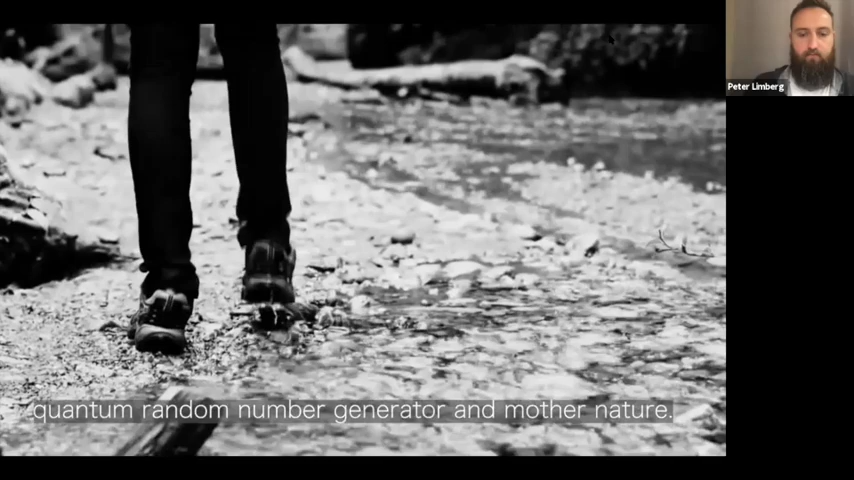 Peter Limberg
quantum random number generator and mother nature.